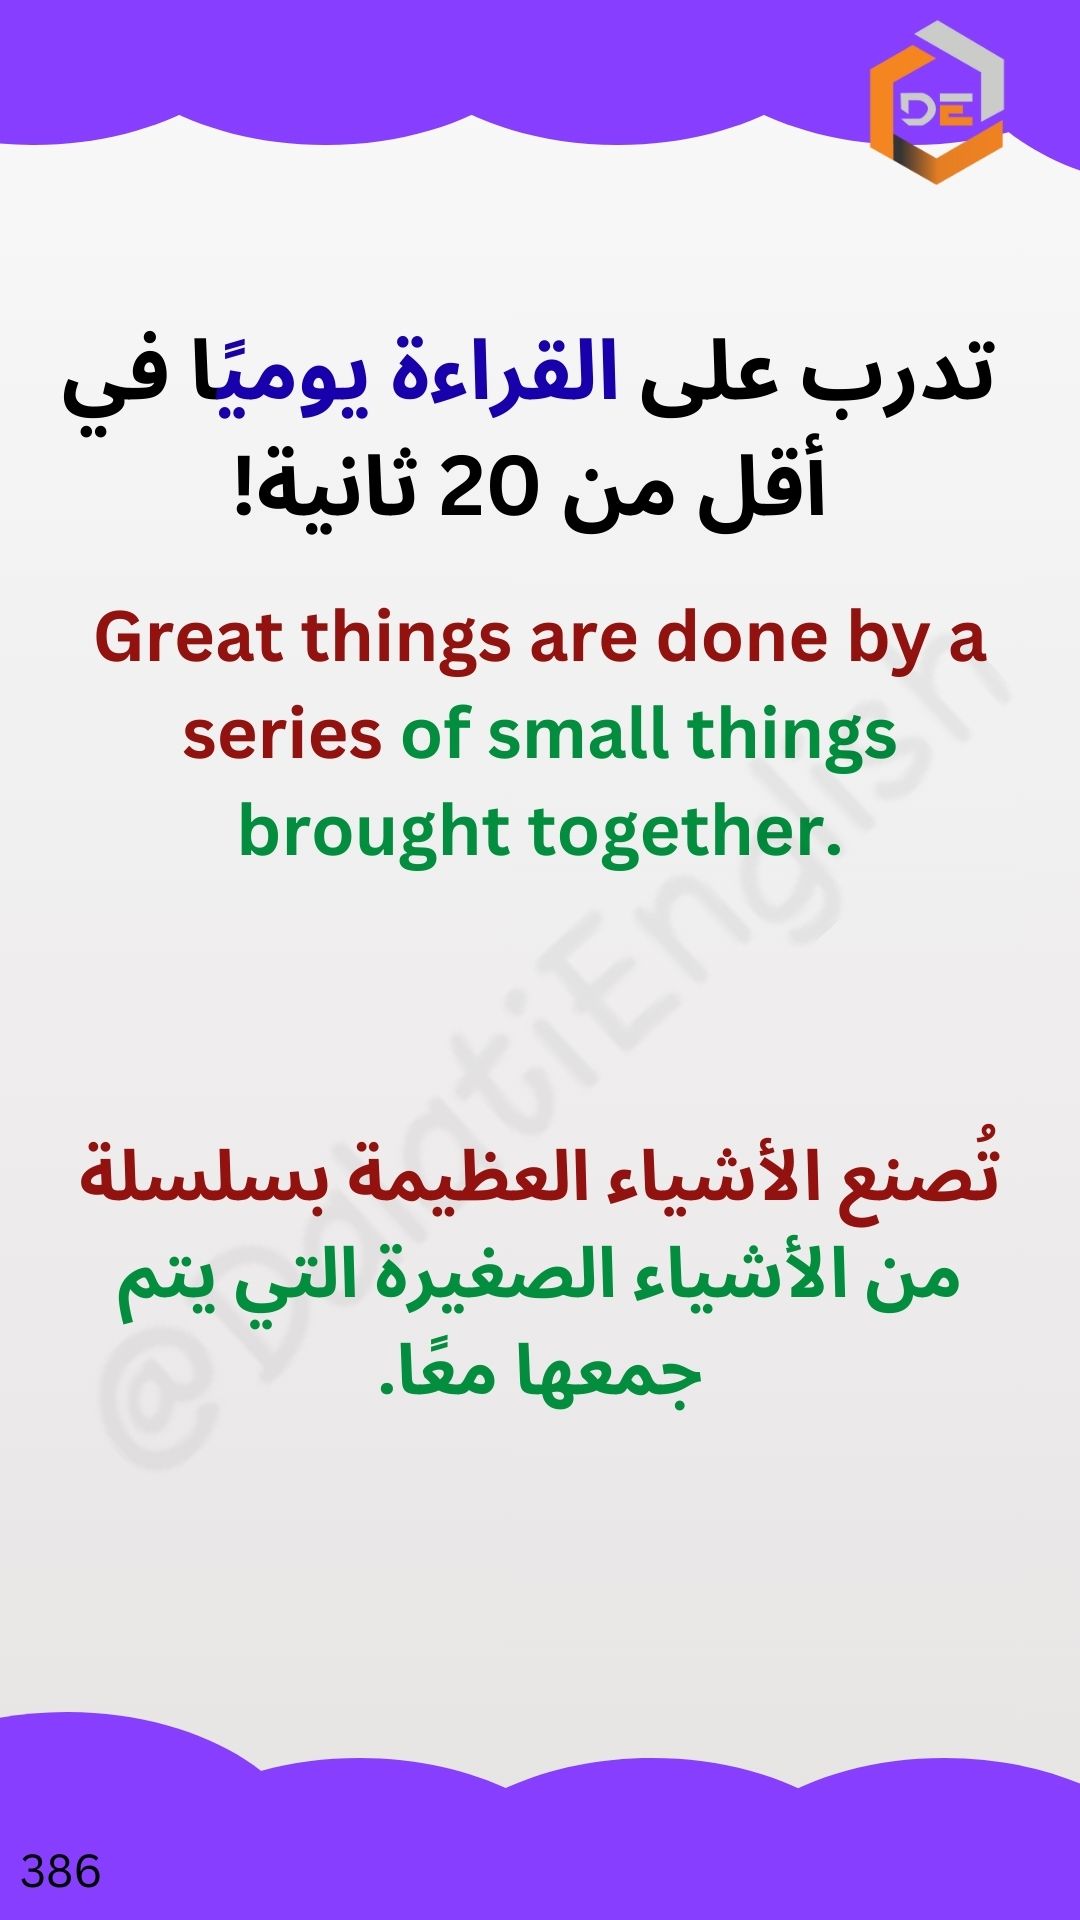 DE
تدرب على القراءة يوميًا في
أقل من 20 ثانية!
Great things are done by a
series of small things
brought together.
@DdatiEnglish
تُصنع الأشياء العظيمة بسلسلة
من الأشياء الصغيرة التي يتم
جمعها معًا.
386